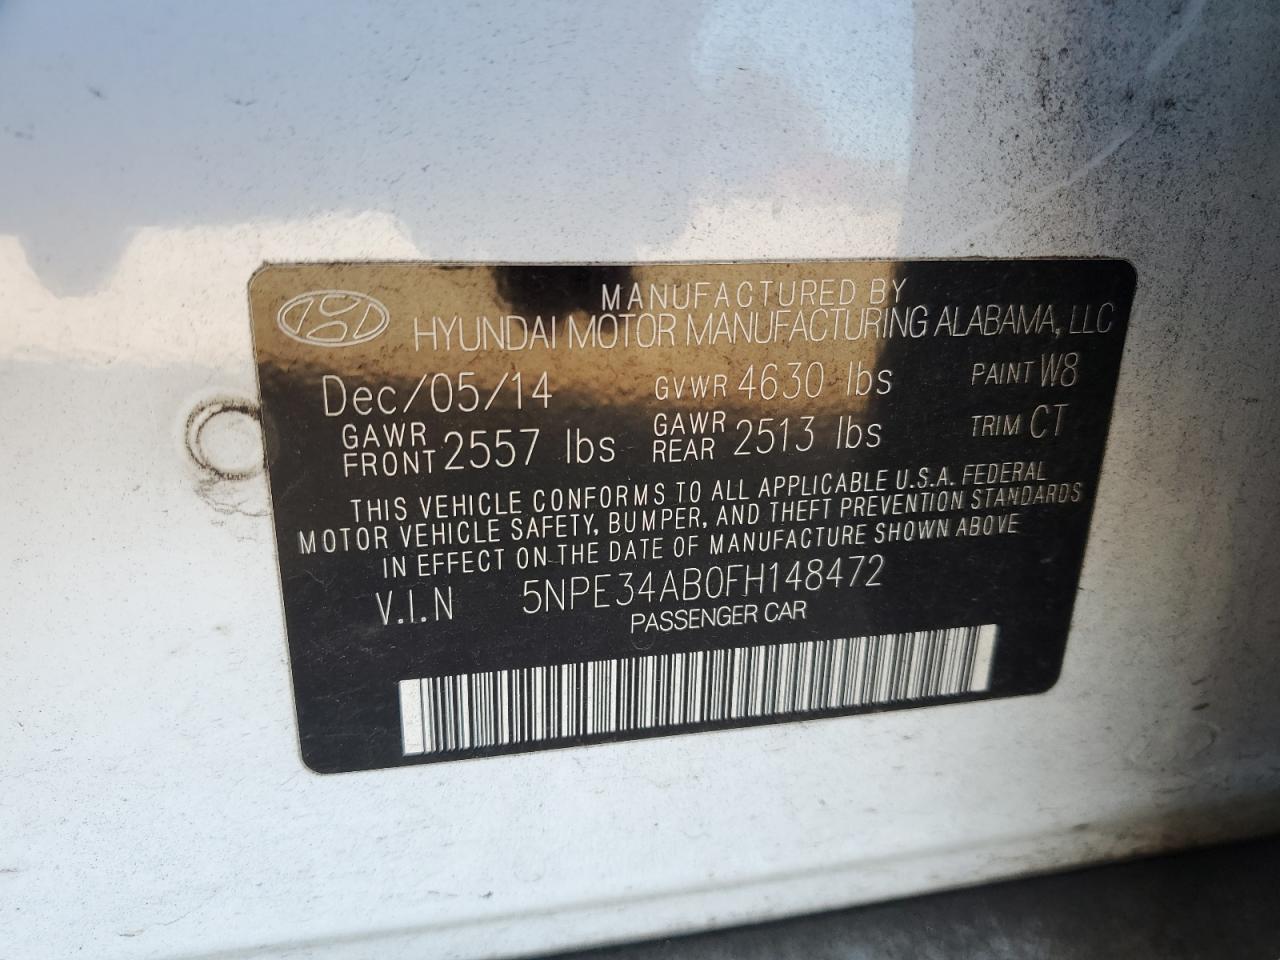 MANUFACTURED BY
HYUNDAI MOTOR MANUFACTURING ALABAMA, LLC
Dec/05/14 GVWR 4630 lbs PAINT W8
GAWR FRONT 2557 lbs GAWR REAR 2513 lbs TRIM CT
THIS VEHICLE CONFORMS TO ALL APPLICABLE U.S.A. FEDERAL
MOTOR VEHICLE SAFETY, BUMPER, AND THEFT PREVENTION STANDARDS
IN EFFECT ON THE DATE OF MANUFACTURE SHOWN ABOVE
V.I.N 5NPE34AB0FH148472
PASSENGER CAR